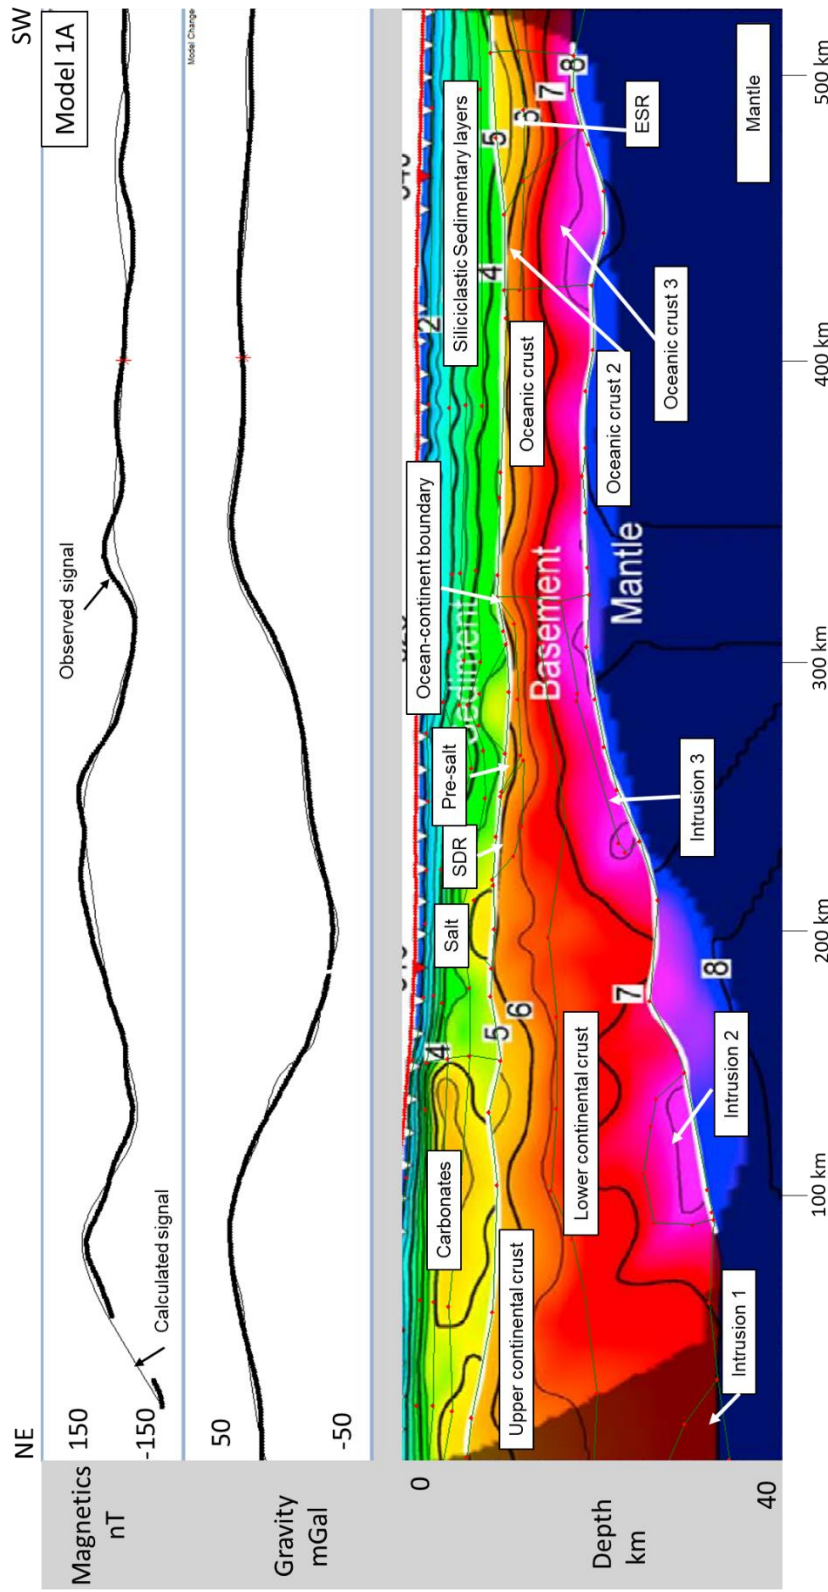 NE
SW
Model 1A
Magnetics
nT
150
-150
Observed signal
Calculated signal
Model Change
Gravity
mGal
50
-50
Depth
km
0
40
Carbonates
Salt
SDR
Pre-salt
Ocean-continent boundary
Siliciclastic Sedimentary layers
Upper continental crust
Lower continental crust
Oceanic crust
Oceanic crust 2
Oceanic crust 3
ESR
Intrusion 1
Intrusion 2
Intrusion 3
Mantle
Basement
Mantle
4
5
6
7
8
2
4
5
7
8
100 km
200 km
300 km
400 km
500 km